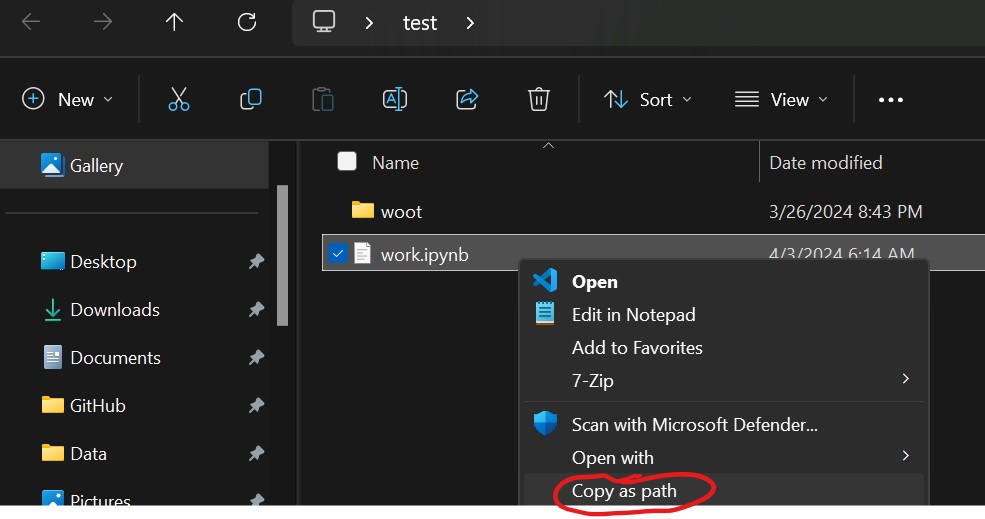 test
New
Sort
View
Gallery
Name
Date modified
woot
3/26/2024 8:43 PM
work.ipynb
4/3/2024 6:14 AM
Desktop
Downloads
Documents
GitHub
Data
Pictures
Open
Edit in Notepad
Add to Favorites
7-Zip
Scan with Microsoft Defender...
Open with
Copy as path